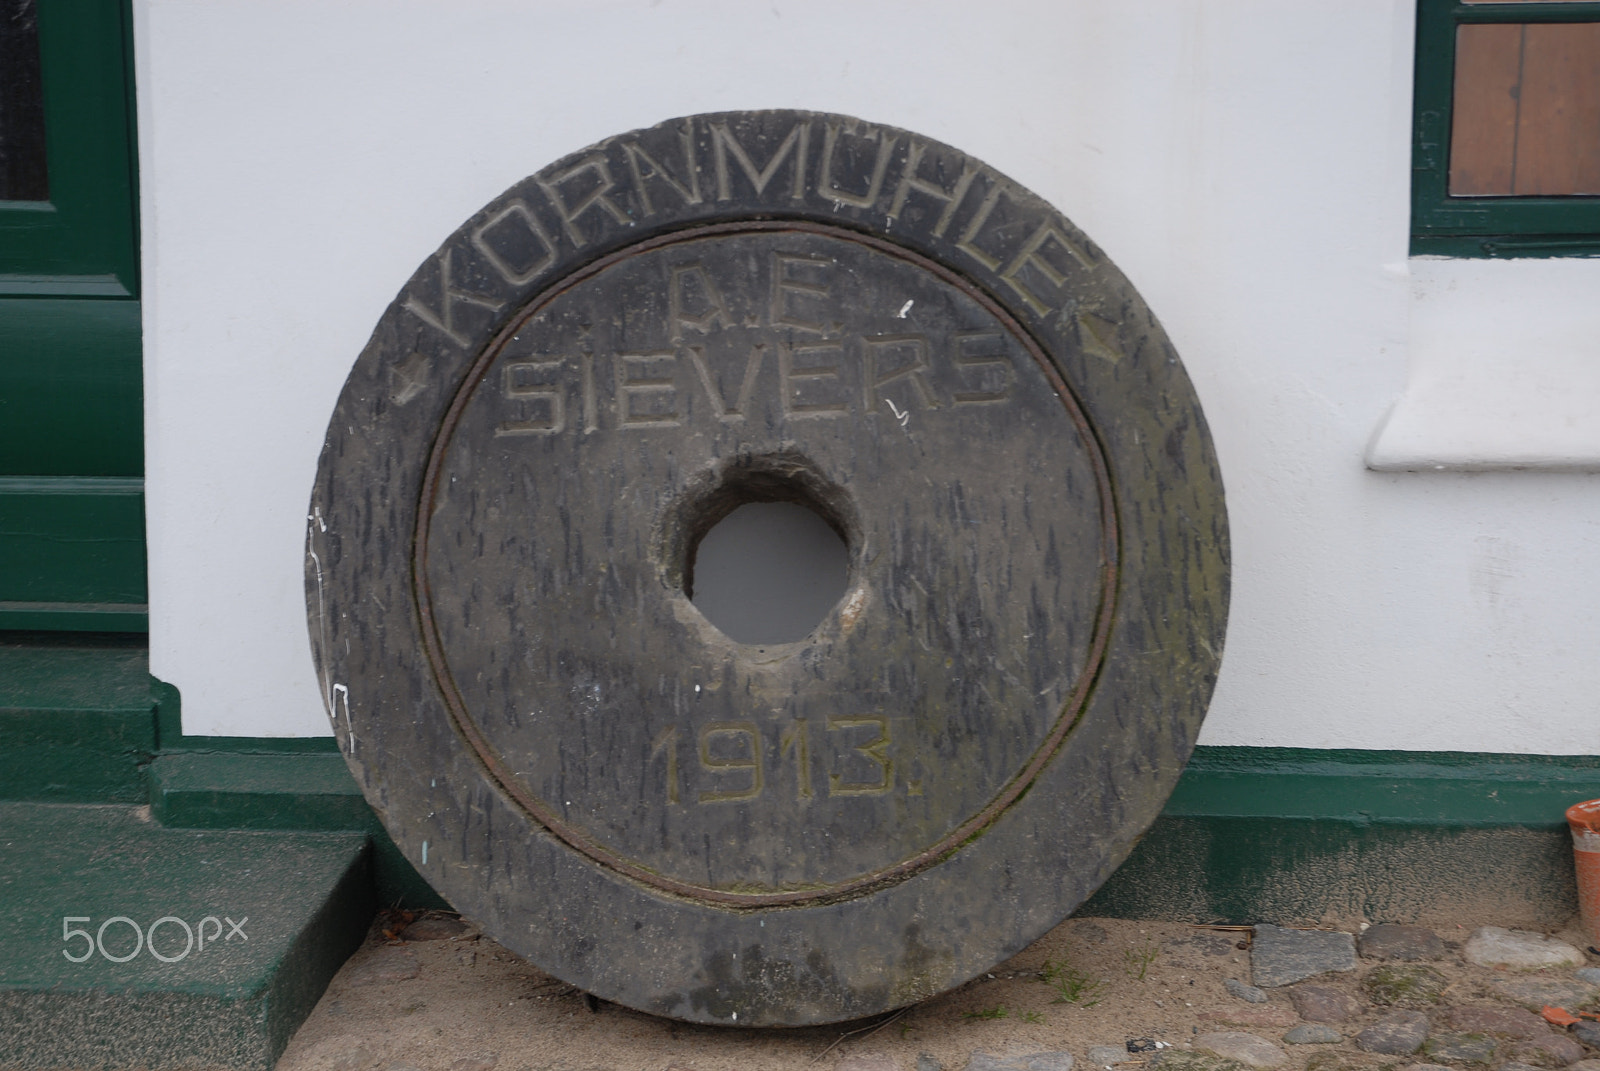 KORNMÜHLE
A.E.
SIEVERS
1913.
500px